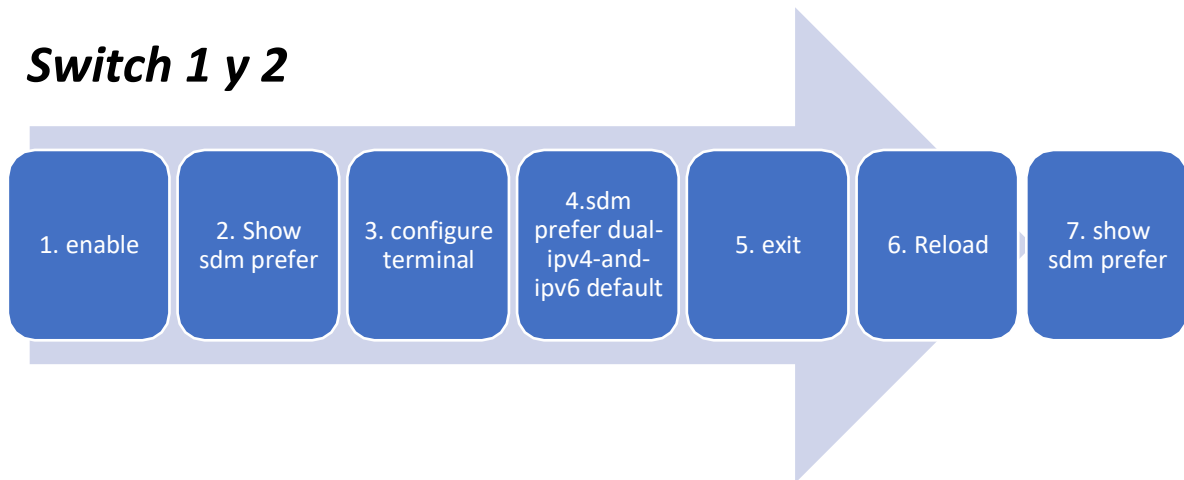 Switch 1 y 2
1. enable
2. Show
sdm prefer
3. configure
terminal
4.sdm
prefer dual-
ipv4-and-
ipv6 default
5. exit
6. Reload
7. show
sdm prefer